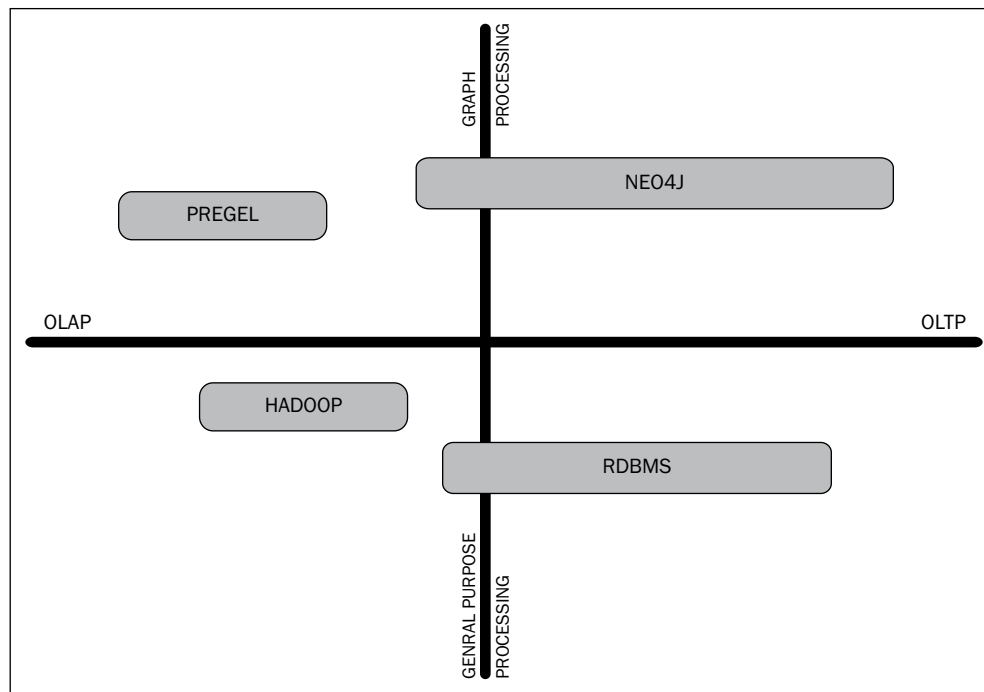 GRAPH
PROCESSING
NEO4J
PREGEL
OLAP
OLTP
HADOOP
RDBMS
GENRAL PURPOSE
PROCESSING